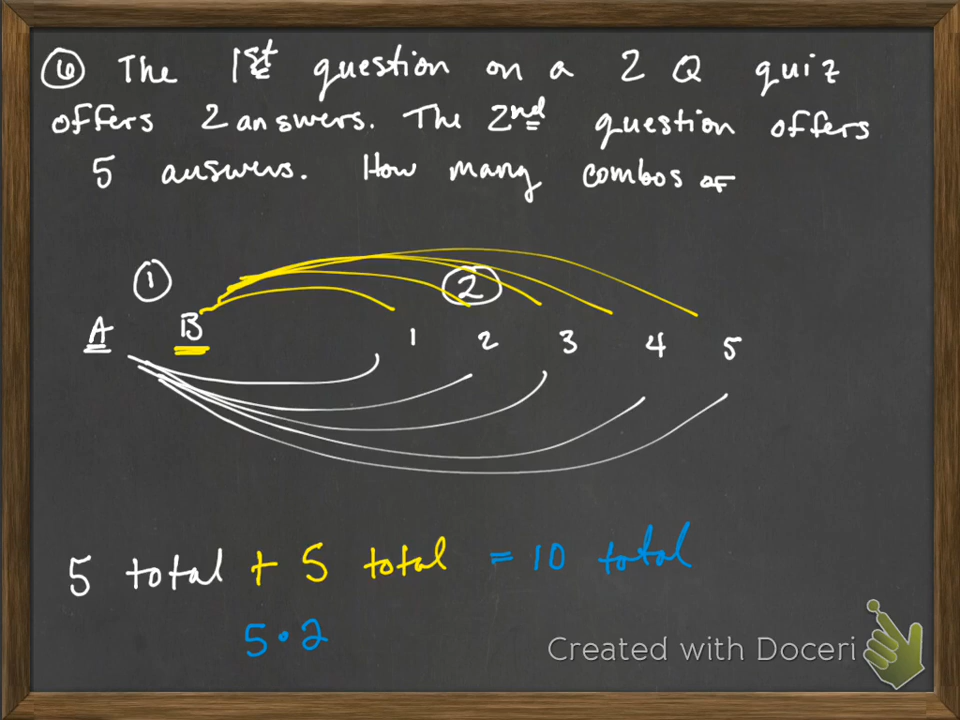 6 The 1st question on a 2 Q quiz
offers 2 answers. The 2nd question offers
5 answers. How many combos of
1 2
A B 1 2 3 4 5
5 total + 5 total = 10 total
5 • 2
Created with Doceri